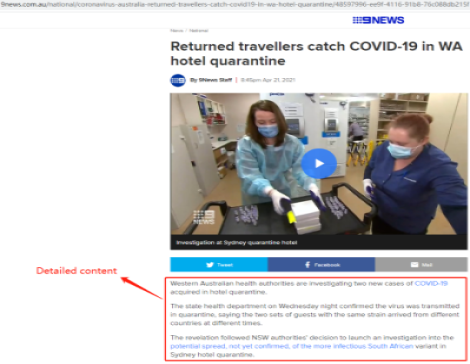 9news.com.au/national/coronavirus-australia-returned-travellers-catch-covid19-in-wa-hotel-quarantine/48597996-ee9f-4116-91b8-76c088db215f
9NEWS
News / National
Returned travellers catch COVID-19 in WA
hotel quarantine
By 9News Staff | 9:46pm Apr 21, 2021
9
NEWS
Investigation at Sydney quarantine hotel
Tweet
Facebook
Mail
Detailed content
Western Australian health authorities are investigating two new cases of COVID-19
acquired in hotel quarantine.
The state health department on Wednesday night confirmed the virus was transmitted
in quarantine, saying the two sets of guests with the same strain arrived from different
countries at different times.
The revelation followed NSW authorities' decision to launch an investigation into the
potential spread, not yet confirmed, of the more infectious South African variant in
Sydney hotel quarantine.